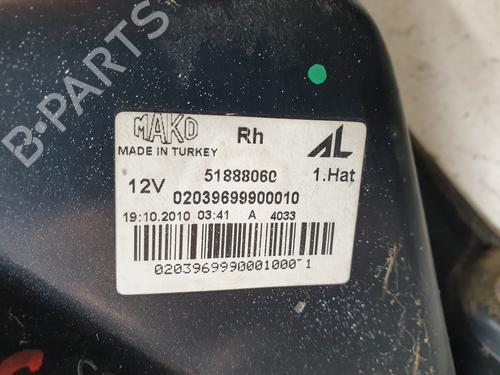 B-PARTS
MAKO Rh AL
MADE IN TURKEY
51888060 1.Hat
12V
02039699900010
19.10.2010 03:41 A 4033
0203969990001000